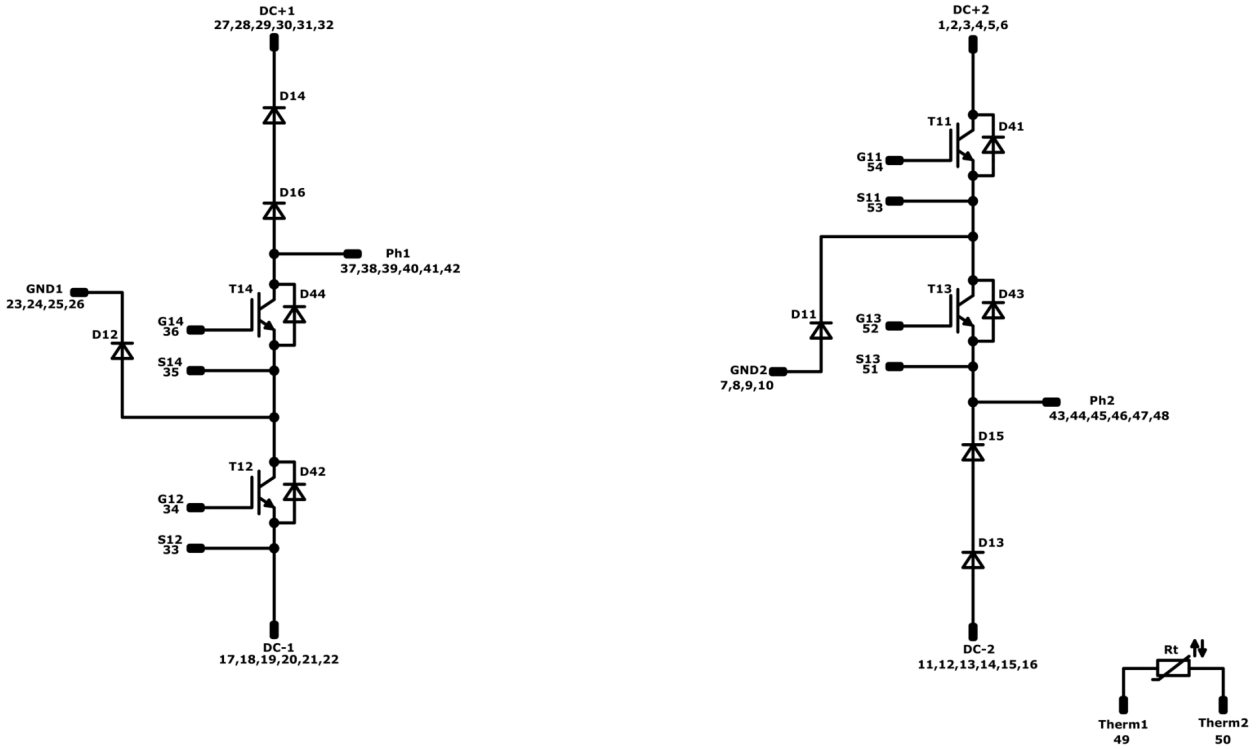 DC+1
27,28,29,30,31,32
D14
D16
Ph1
37,38,39,40,41,42
GND1
23,24,25,26
T14
D44
D12
G14
36
S14
35
T12
D42
G12
34
S12
33
DC-1
17,18,19,20,21,22
DC+2
1,2,3,4,5,6
T11
D41
G11
54
S11
53
T13
D43
D11
G13
52
S13
51
GND2
7,8,9,10
Ph2
43,44,45,46,47,48
D15
D13
DC-2
11,12,13,14,15,16
Rt
Therm1
49
Therm2
50